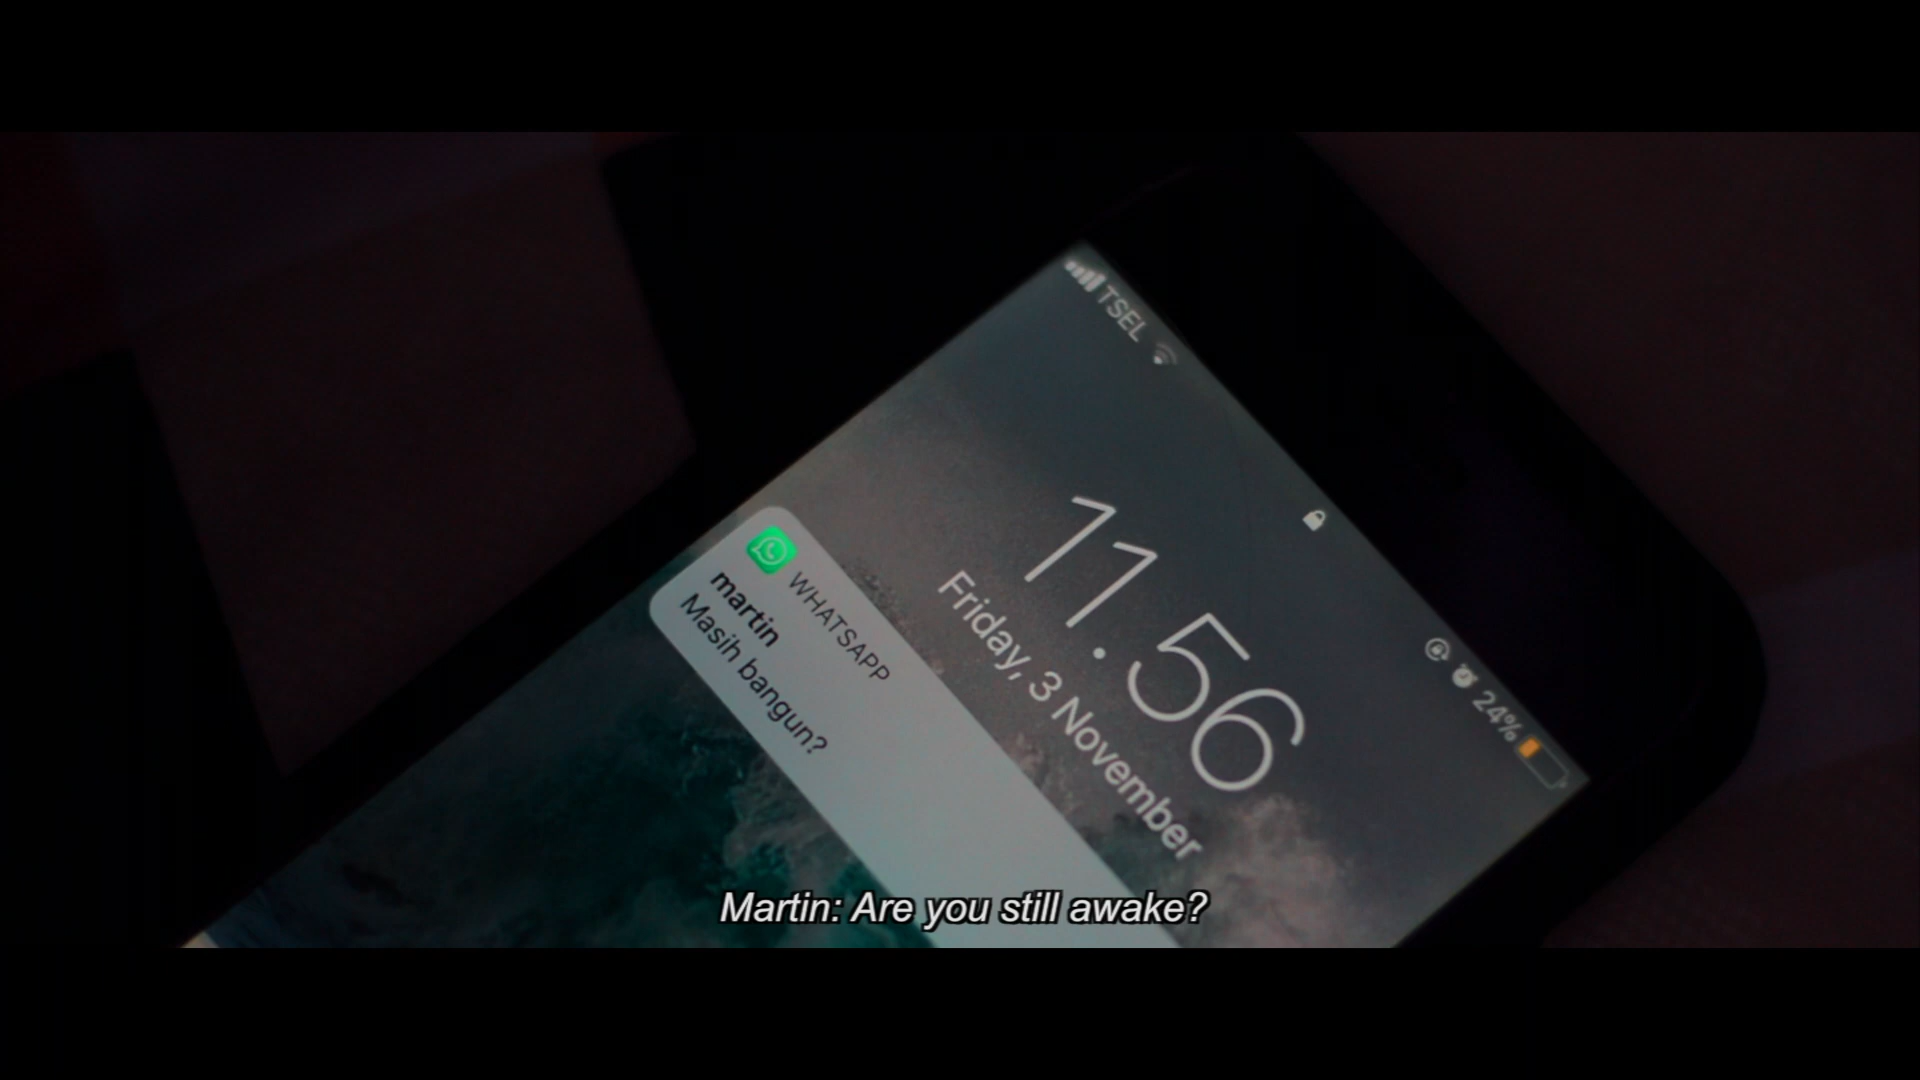 TSEL
24%
11.56
Friday, 3 November
WHATSAPP
martin
Masih bangun?
Martin: Are you still awake?